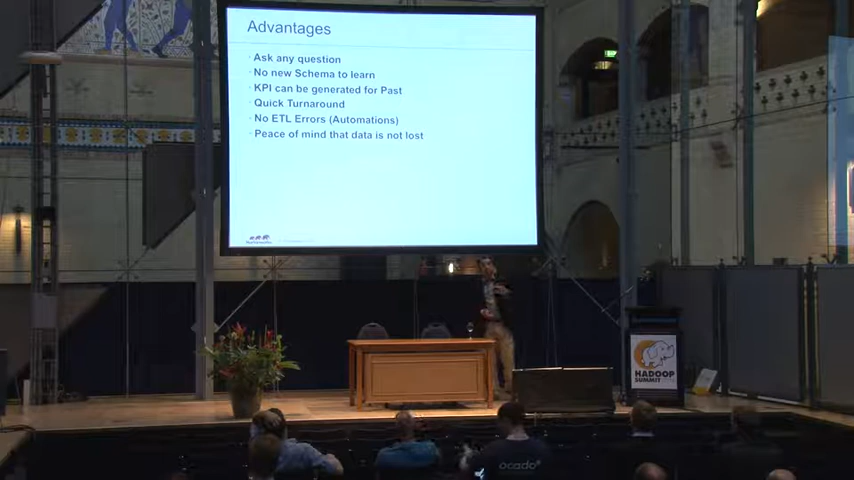 Advantages
· Ask any question
· No new Schema to learn
· KPI can be generated for Past
· Quick Turnaround
· No ETL Errors (Automations)
· Peace of mind that data is not lost
HADOOP
SUMMIT
ocado